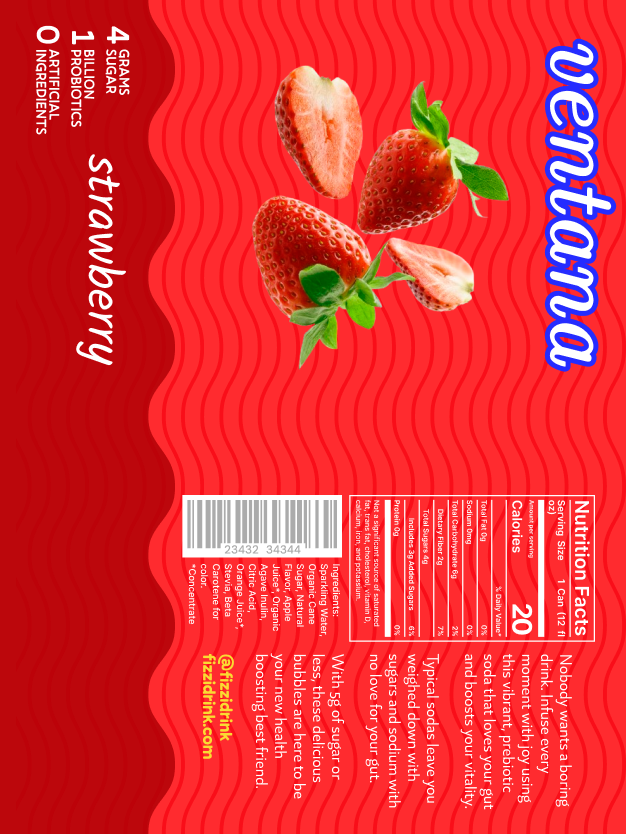 ventana
strawberry
4 GRAMS
SUGAR
1 BILLION
PROBIOTICS
0 ARTIFICIAL
INGREDIENTS
Nutrition Facts
Serving Size 1 Can (12 fl
oz)
Amount per serving
Calories 20
% Daily Value*
Total Fat 0g 0%
Sodium 0mg 0%
Total Carbohydrate 6g 2%
Dietary Fiber 2g 7%
Total Sugars 4g
Includes 3g Added Sugars 6%
Protein 0g 0%
Not a significant source of saturated
fat, trans fat, cholesterol, vitamin D,
calcium, iron, and potassium.
23432 34344
Ingredients:
Sparkling Water,
Organic Cane
Sugar, Natural
Flavor, Apple
Juice*, Organic
Agave Inulin,
Citric Acid,
Orange Juice*,
Stevia, Beta
Carotene for
color.
*Concentrate
Nobody wants a boring
drink. Infuse every
moment with joy using
this vibrant, prebiotic
soda that loves your gut
and boosts your vitality.
Typical sodas leave you
weighed down with
sugars and sodium with
no love for your gut.
With 5g of sugar or
less, these delicious
bubbles are here to be
your new health
boosting best friend.
@fizzidrink
fizzidrink.com